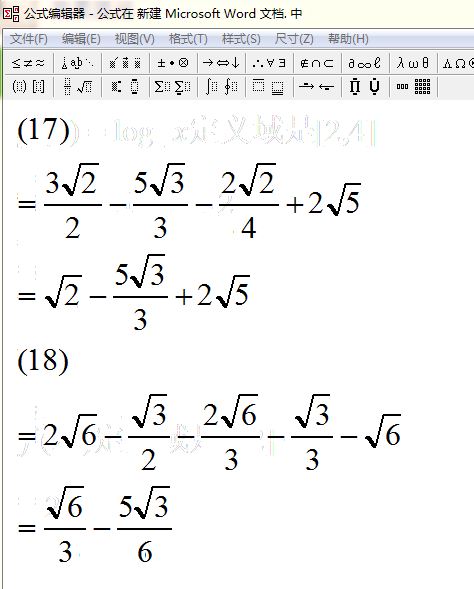 公式编辑器 - 公式在 新建 Microsoft Word 文档. 中
文件(F) 编辑(E) 视图(V) 格式(T) 样式(S) 尺寸(Z) 帮助(H)
(17)
= 3√2/2 − 5√3/3 − 2√2/4 + 2√5
= √2 − 5√3/3 + 2√5
(18)
= 2√6 − √3/2 − 2√6/3 − √3/3 − √6
= √6/3 − 5√3/6